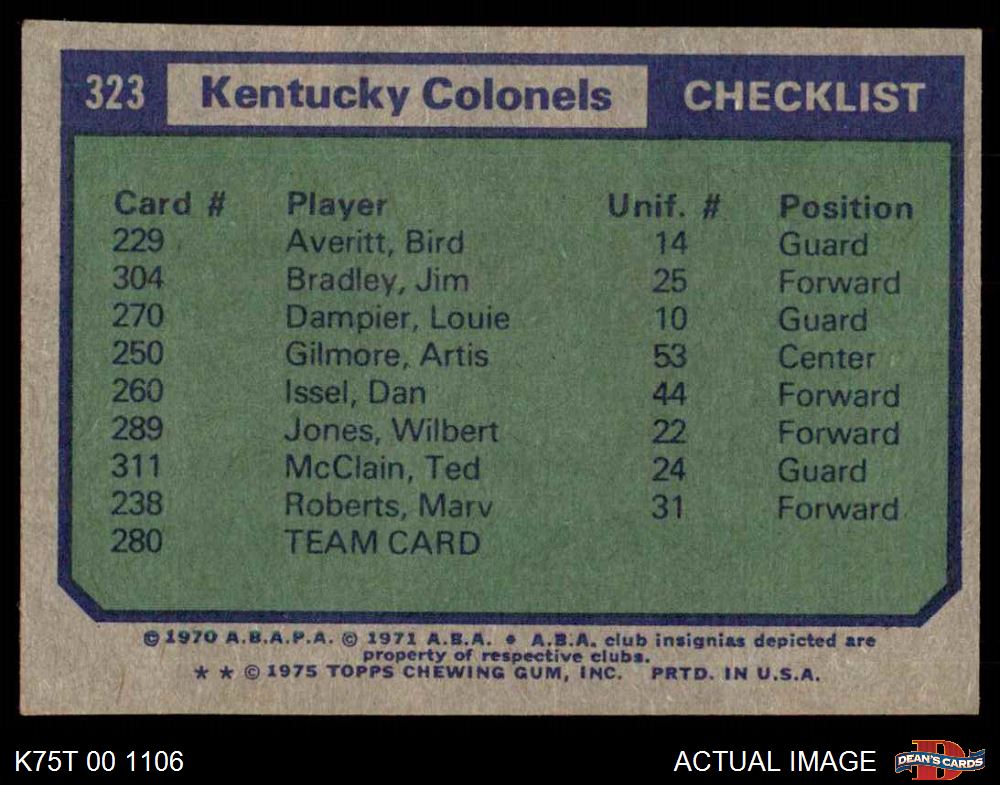 323 Kentucky Colonels CHECKLIST
Card # Player Unif. # Position
229 Averitt, Bird 14 Guard
304 Bradley, Jim 25 Forward
270 Dampier, Louie 10 Guard
250 Gilmore, Artis 53 Center
260 Issel, Dan 44 Forward
289 Jones, Wilbert 22 Forward
311 McClain, Ted 24 Guard
238 Roberts, Marv 31 Forward
280 TEAM CARD
© 1970 A.B.A.P.A. © 1971 A.B.A. • A.B.A. club insignias depicted are
property of respective clubs.
* * © 1975 TOPPS CHEWING GUM, INC. PRTD. IN U.S.A.
K75T 00 1106 ACTUAL IMAGE D DEAN'S CARDS